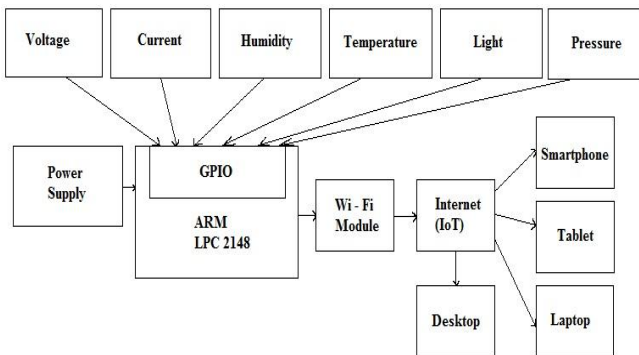 Voltage
Current
Humidity
Temperature
Light
Pressure
Power
Supply
GPIO
ARM
LPC 2148
Wi - Fi
Module
Internet
(IoT)
Smartphone
Tablet
Desktop
Laptop